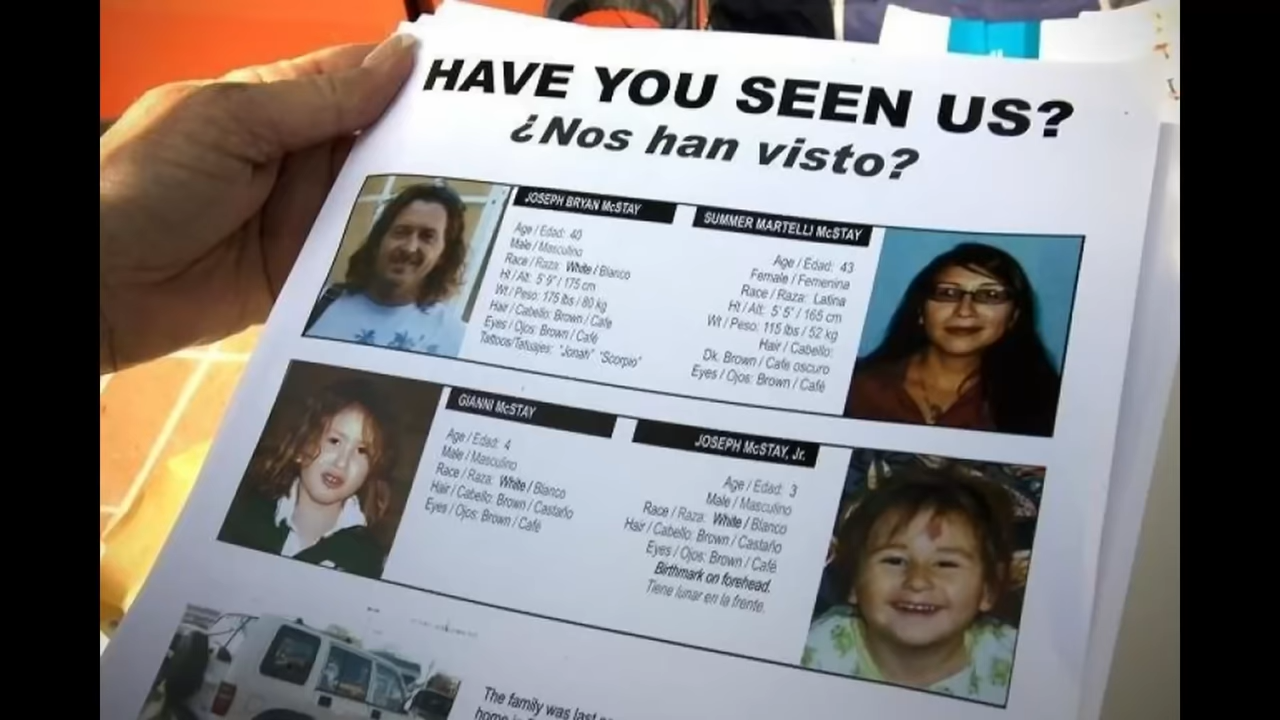 HAVE YOU SEEN US?
¿Nos han visto?
JOSEPH BRYAN McSTAY
Age / Edad: 40
Male / Masculino
Race / Raza: White / Blanco
Ht / Alt: 5' 9" / 175 cm
Wt / Peso: 175 lbs / 80 kg
Hair / Cabello: Brown / Cafe
Eyes / Ojos: Brown / Café
Tattoos/Tatuajes: "Jonah" "Scorpio"
SUMMER MARTELLI McSTAY
Age / Edad: 43
Female / Femenina
Race / Raza: Latina
Ht / Alt: 5' 5" / 165 cm
Wt / Peso: 115 lbs / 52 kg
Hair / Cabello:
Dk. Brown / Cafe oscuro
Eyes / Ojos: Brown / Café
GIANNI McSTAY
Age / Edad: 4
Male / Masculino
Race / Raza: White / Blanco
Hair / Cabello: Brown / Castaño
Eyes / Ojos: Brown / Café
JOSEPH McSTAY, Jr.
Age / Edad: 3
Male / Masculino
Race / Raza: White / Blanco
Hair / Cabello: Brown / Castaño
Eyes / Ojos: Brown / Café
Birthmark on forehead.
Tiene lunar en la frente.
The family was last
home in